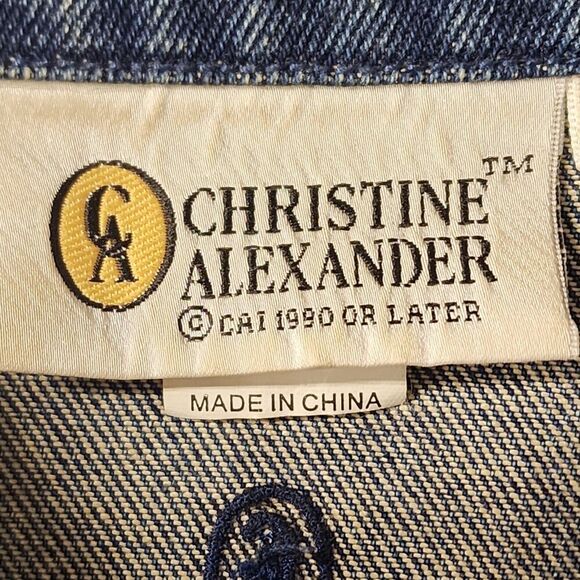 CA
CHRISTINE™
ALEXANDER
© CAI 1990 OR LATER
MADE IN CHINA